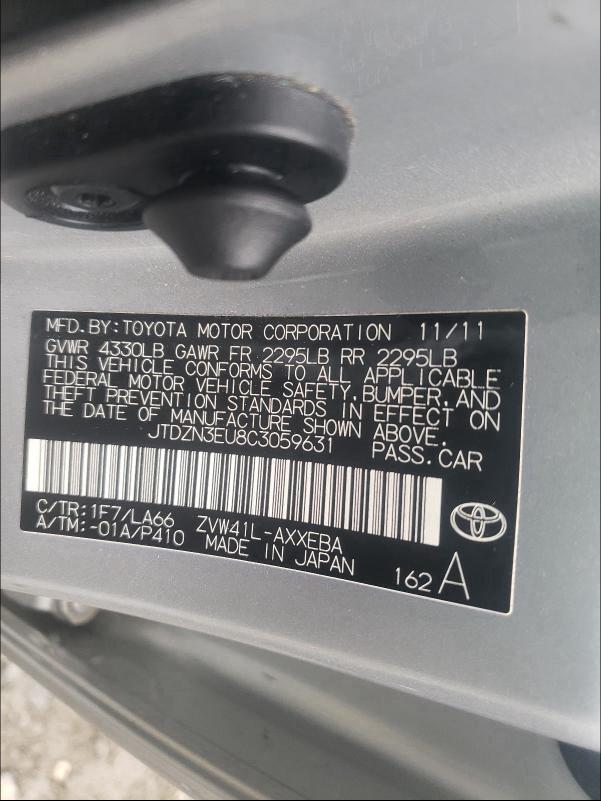 MFD.BY:TOYOTA MOTOR CORPORATION 11/11
GVWR 4330LB GAWR FR 2295LB RR 2295LB
THIS VEHICLE CONFORMS TO ALL APPLICABLE
FEDERAL MOTOR VEHICLE SAFETY,BUMPER,AND
THEFT PREVENTION STANDARDS IN EFFECT ON
THE DATE OF MANUFACTURE SHOWN ABOVE.
JTDZN3EU8C3059631 PASS.CAR
C/TR:1F7/LA66 ZVW41L-AXXEBA
A/TM:-01A/P410 MADE IN JAPAN
162 A